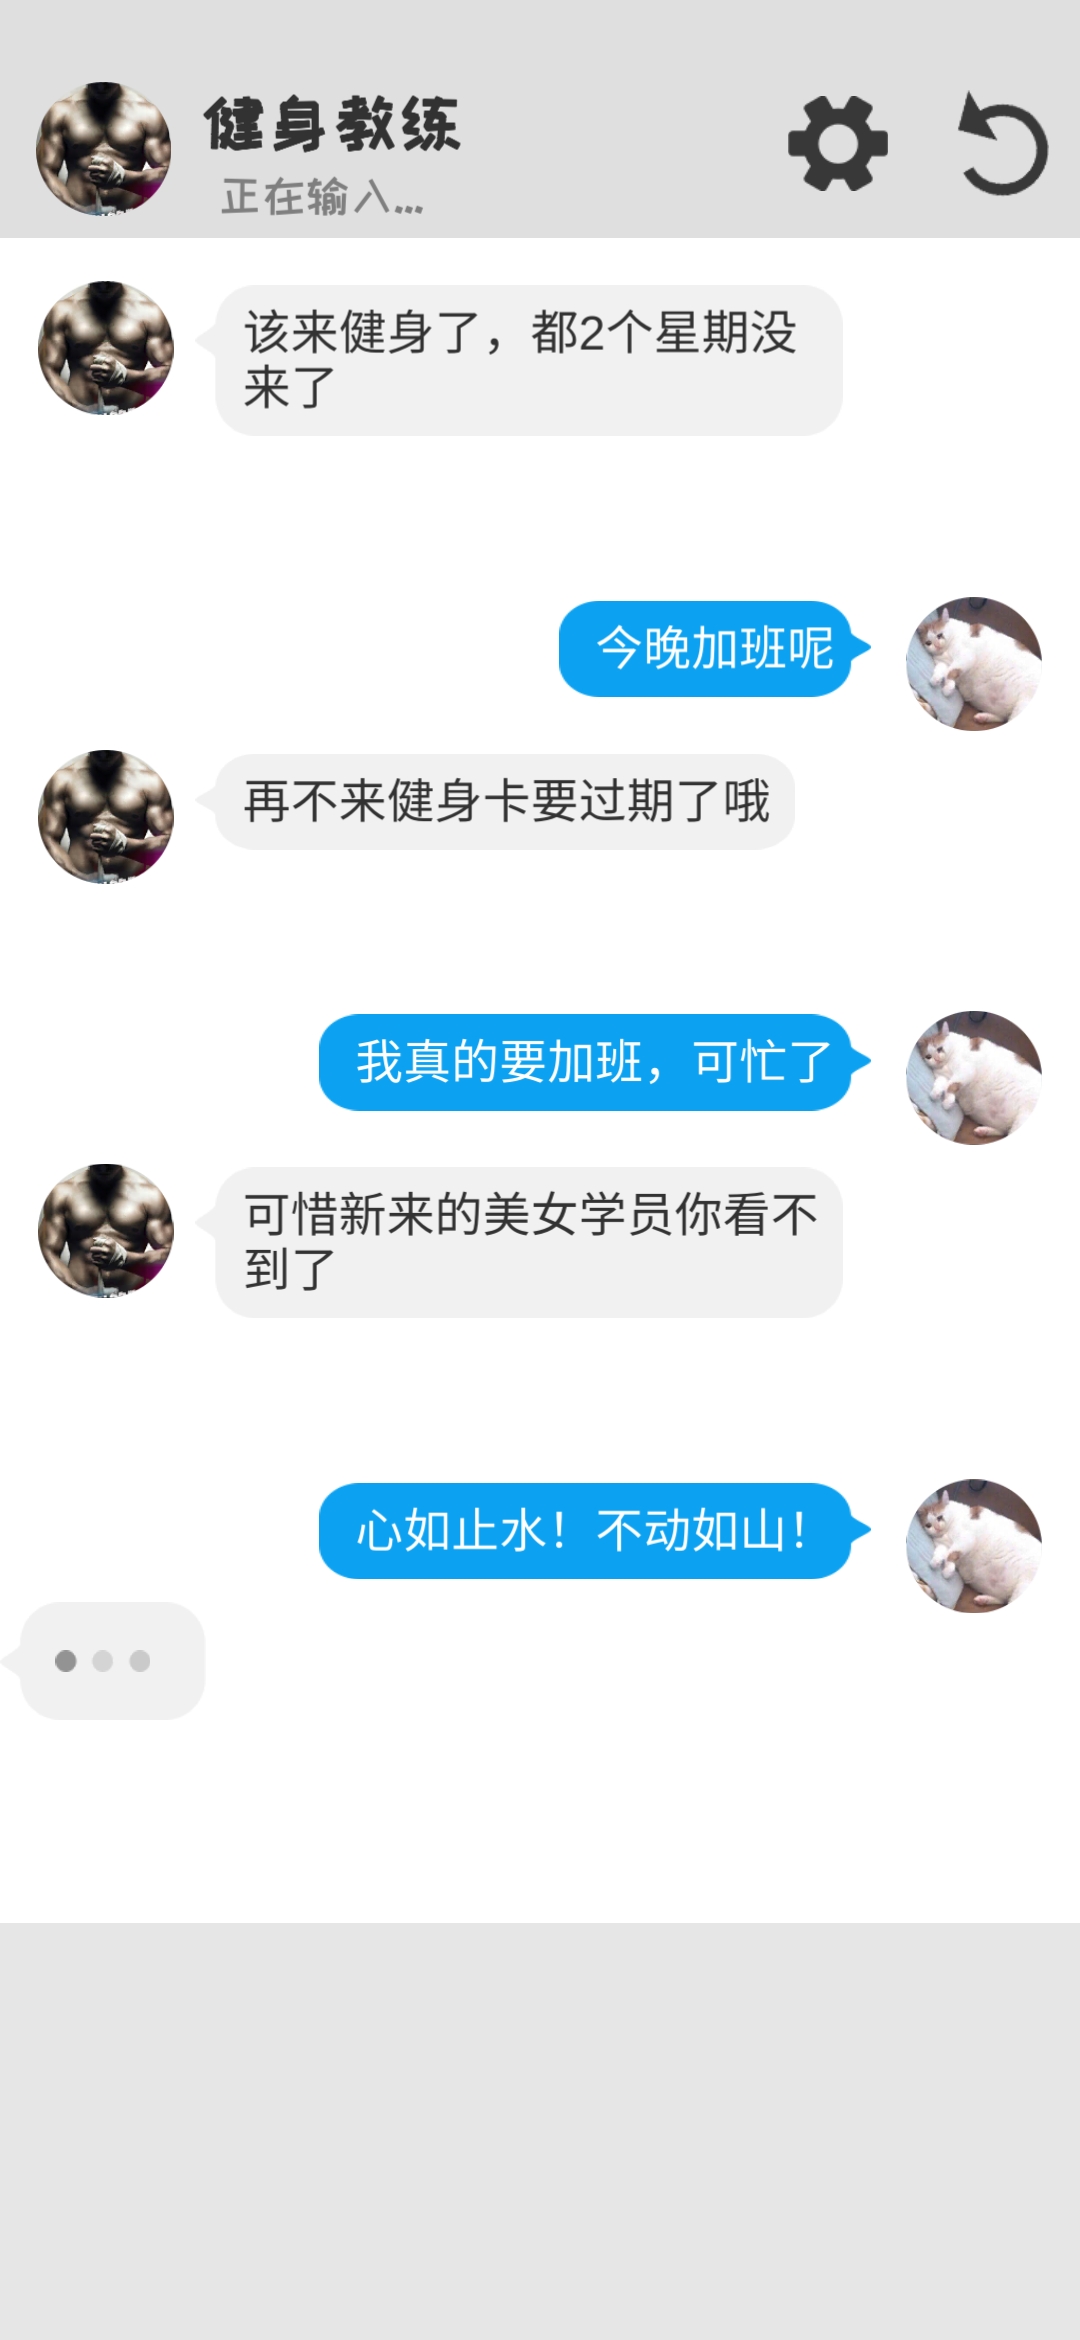 健身教练
正在输入...
该来健身了，都2个星期没
来了
今晚加班呢
再不来健身卡要过期了哦
我真的要加班，可忙了
可惜新来的美女学员你看不
到了
心如止水！不动如山！